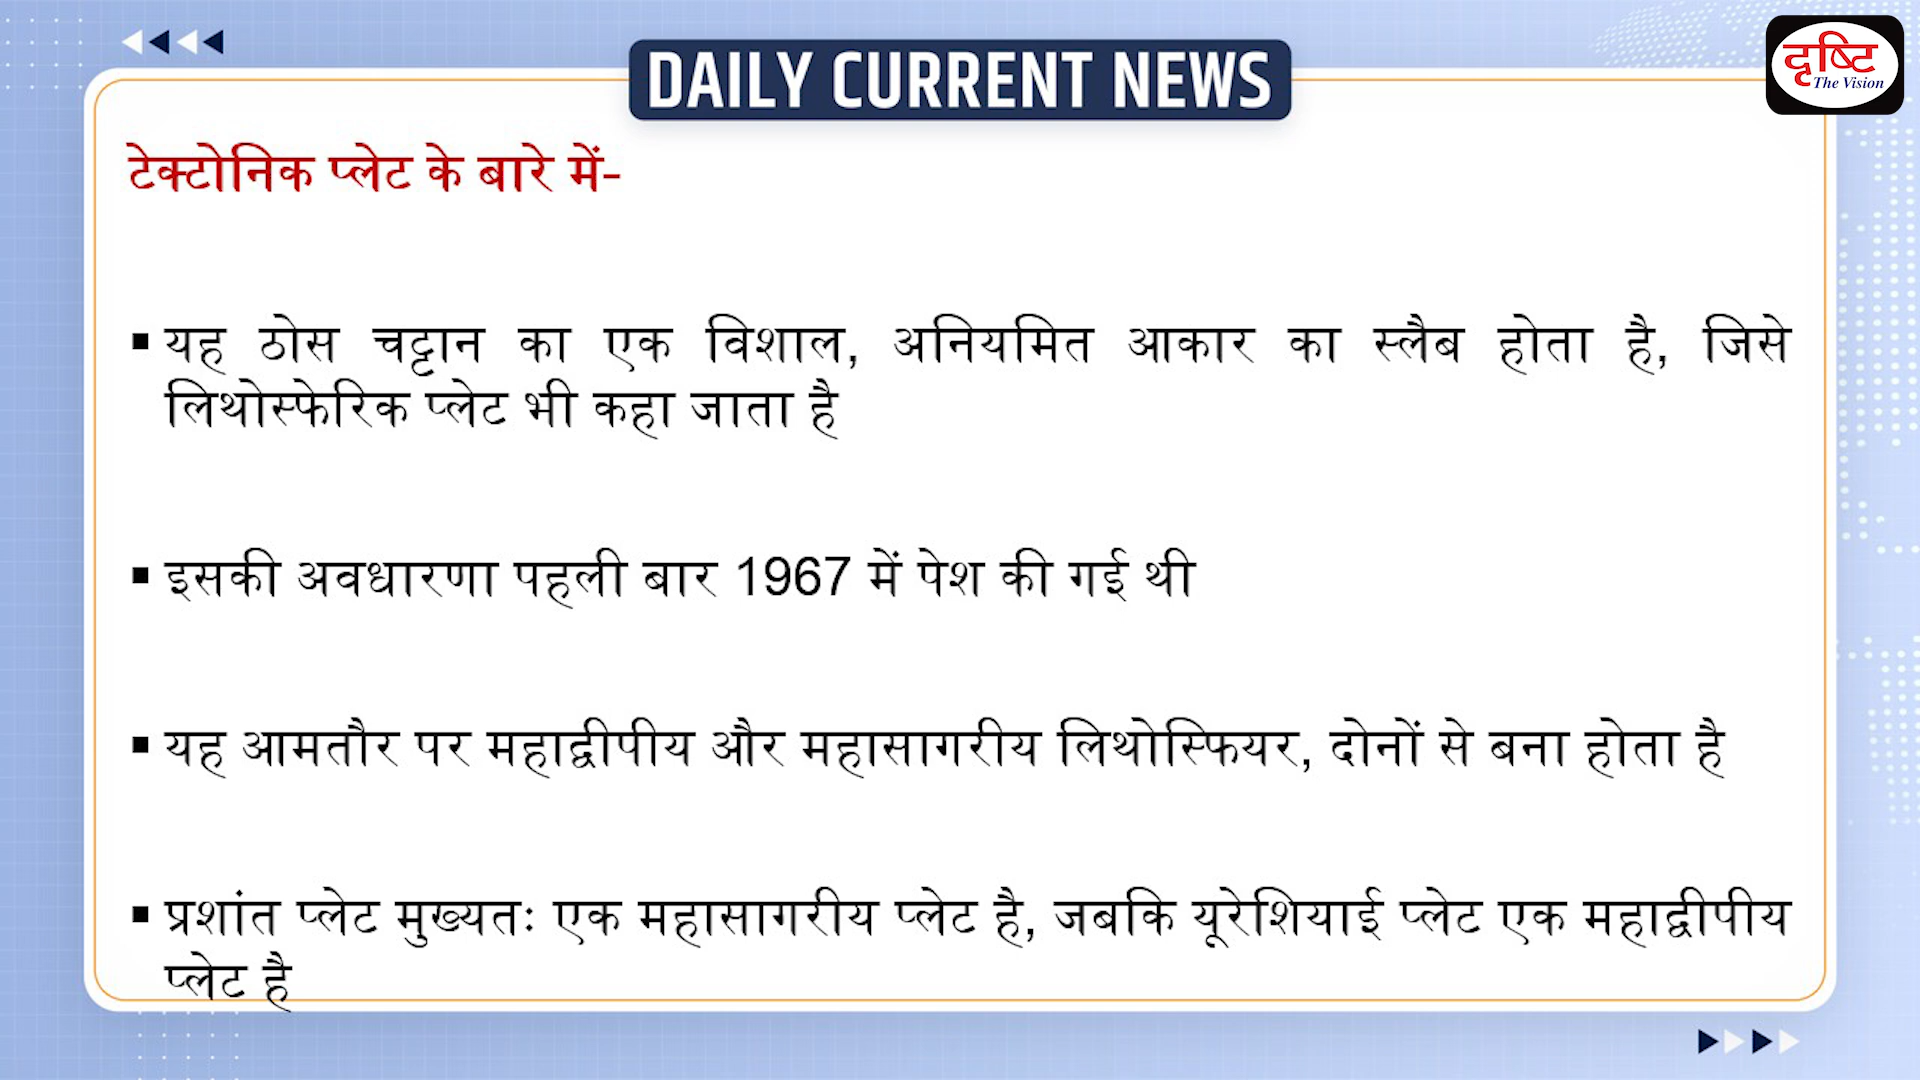 DAILY CURRENT NEWS
दृष्टि
The Vision
टेक्टोनिक प्लेट के बारे में-
▪ यह ठोस चट्टान का एक विशाल, अनियमित आकार का स्लैब होता है, जिसे
लिथोस्फेरिक प्लेट भी कहा जाता है
▪ इसकी अवधारणा पहली बार 1967 में पेश की गई थी
▪ यह आमतौर पर महाद्वीपीय और महासागरीय लिथोस्फियर, दोनों से बना होता है
▪ प्रशांत प्लेट मुख्यतः एक महासागरीय प्लेट है, जबकि यूरेशियाई प्लेट एक महाद्वीपीय
प्लेट है